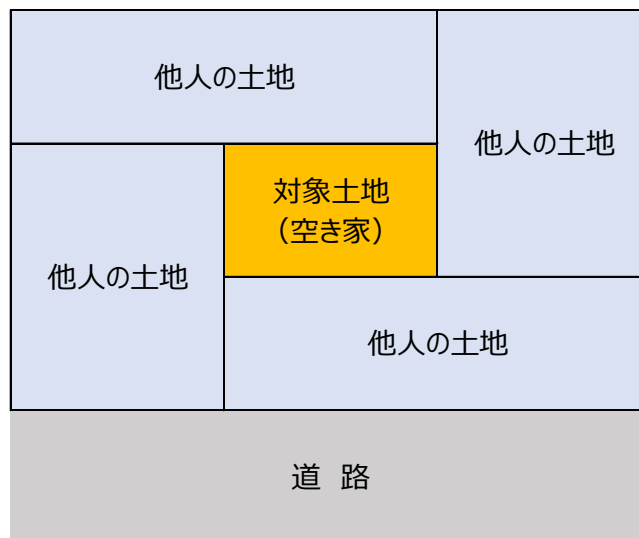 他人の土地
他人の土地
対象土地
（空き家）
他人の土地
他人の土地
道 路